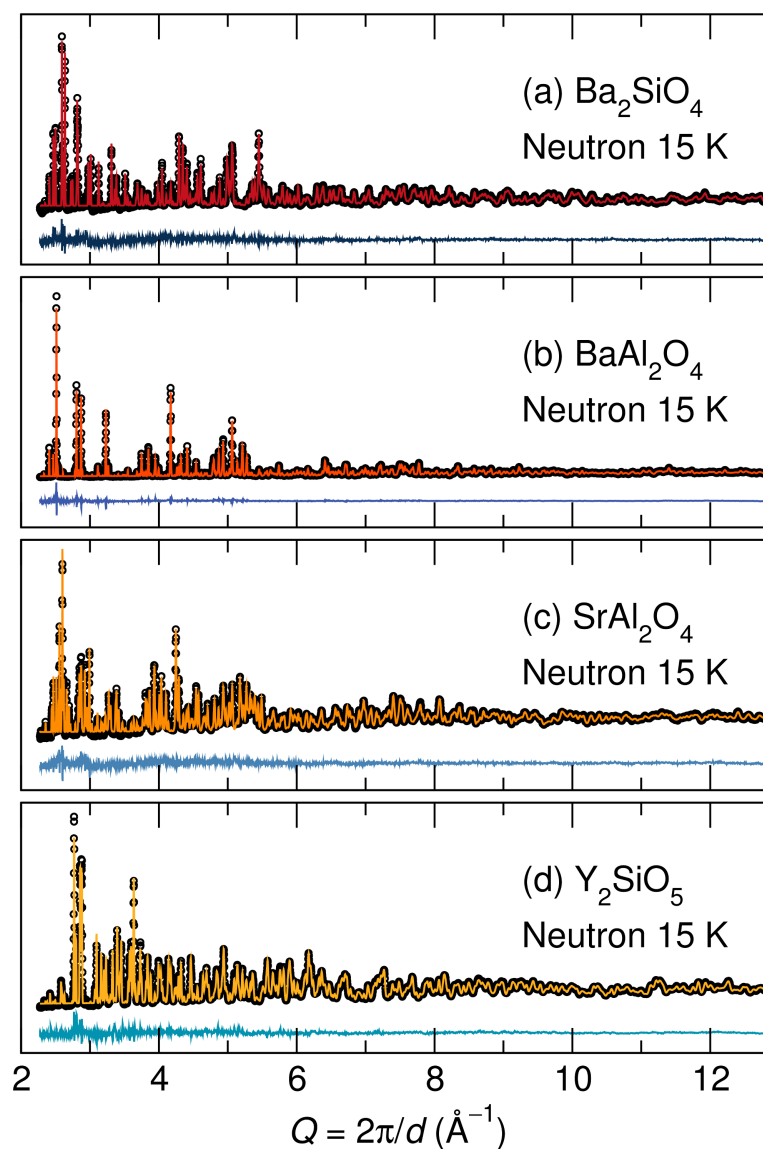 (a) Ba₂SiO₄
Neutron 15 K
(b) BaAl₂O₄
Neutron 15 K
(c) SrAl₂O₄
Neutron 15 K
(d) Y₂SiO₅
Neutron 15 K
2 4 6 8 10 12
Q = 2π/d (Å⁻¹)